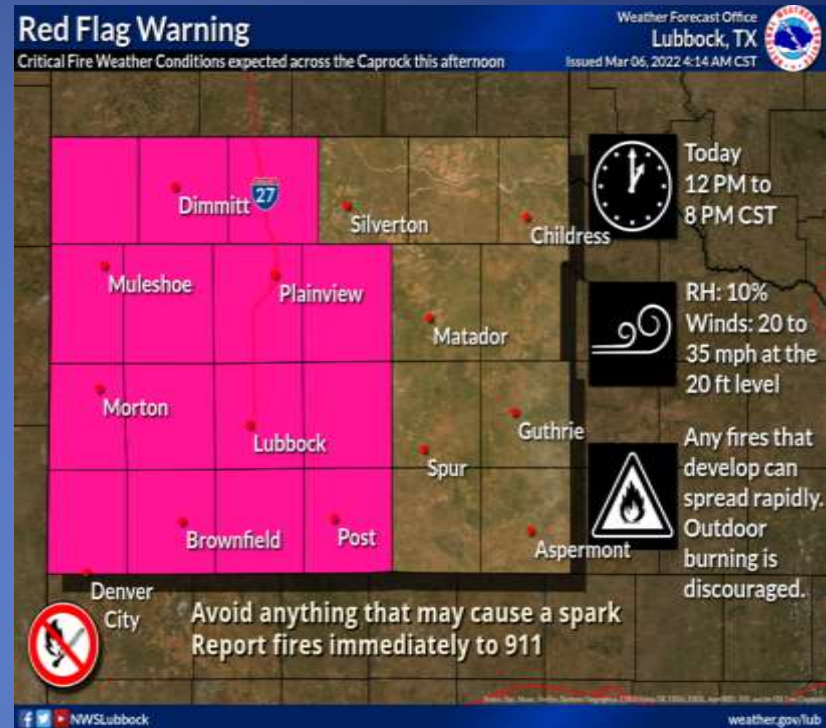 Red Flag Warning
Critical Fire Weather Conditions expected across the Caprock this afternoon
Weather Forecast Office
Lubbock, TX
Issued Mar 06, 2022 4:14 AM CST
Dimmitt
27
Silverton
Childress
Muleshoe
Plainview
Matador
Morton
Lubbock
Guthrie
Spur
Brownfield
Post
Aspermont
Denver
City
Today
12 PM to
8 PM CST
RH: 10%
Winds: 20 to
35 mph at the
20 ft level
Any fires that
develop can
spread rapidly.
Outdoor
burning is
discouraged.
Avoid anything that may cause a spark
Report fires immediately to 911
NWSLubbock
weather.gov/lub